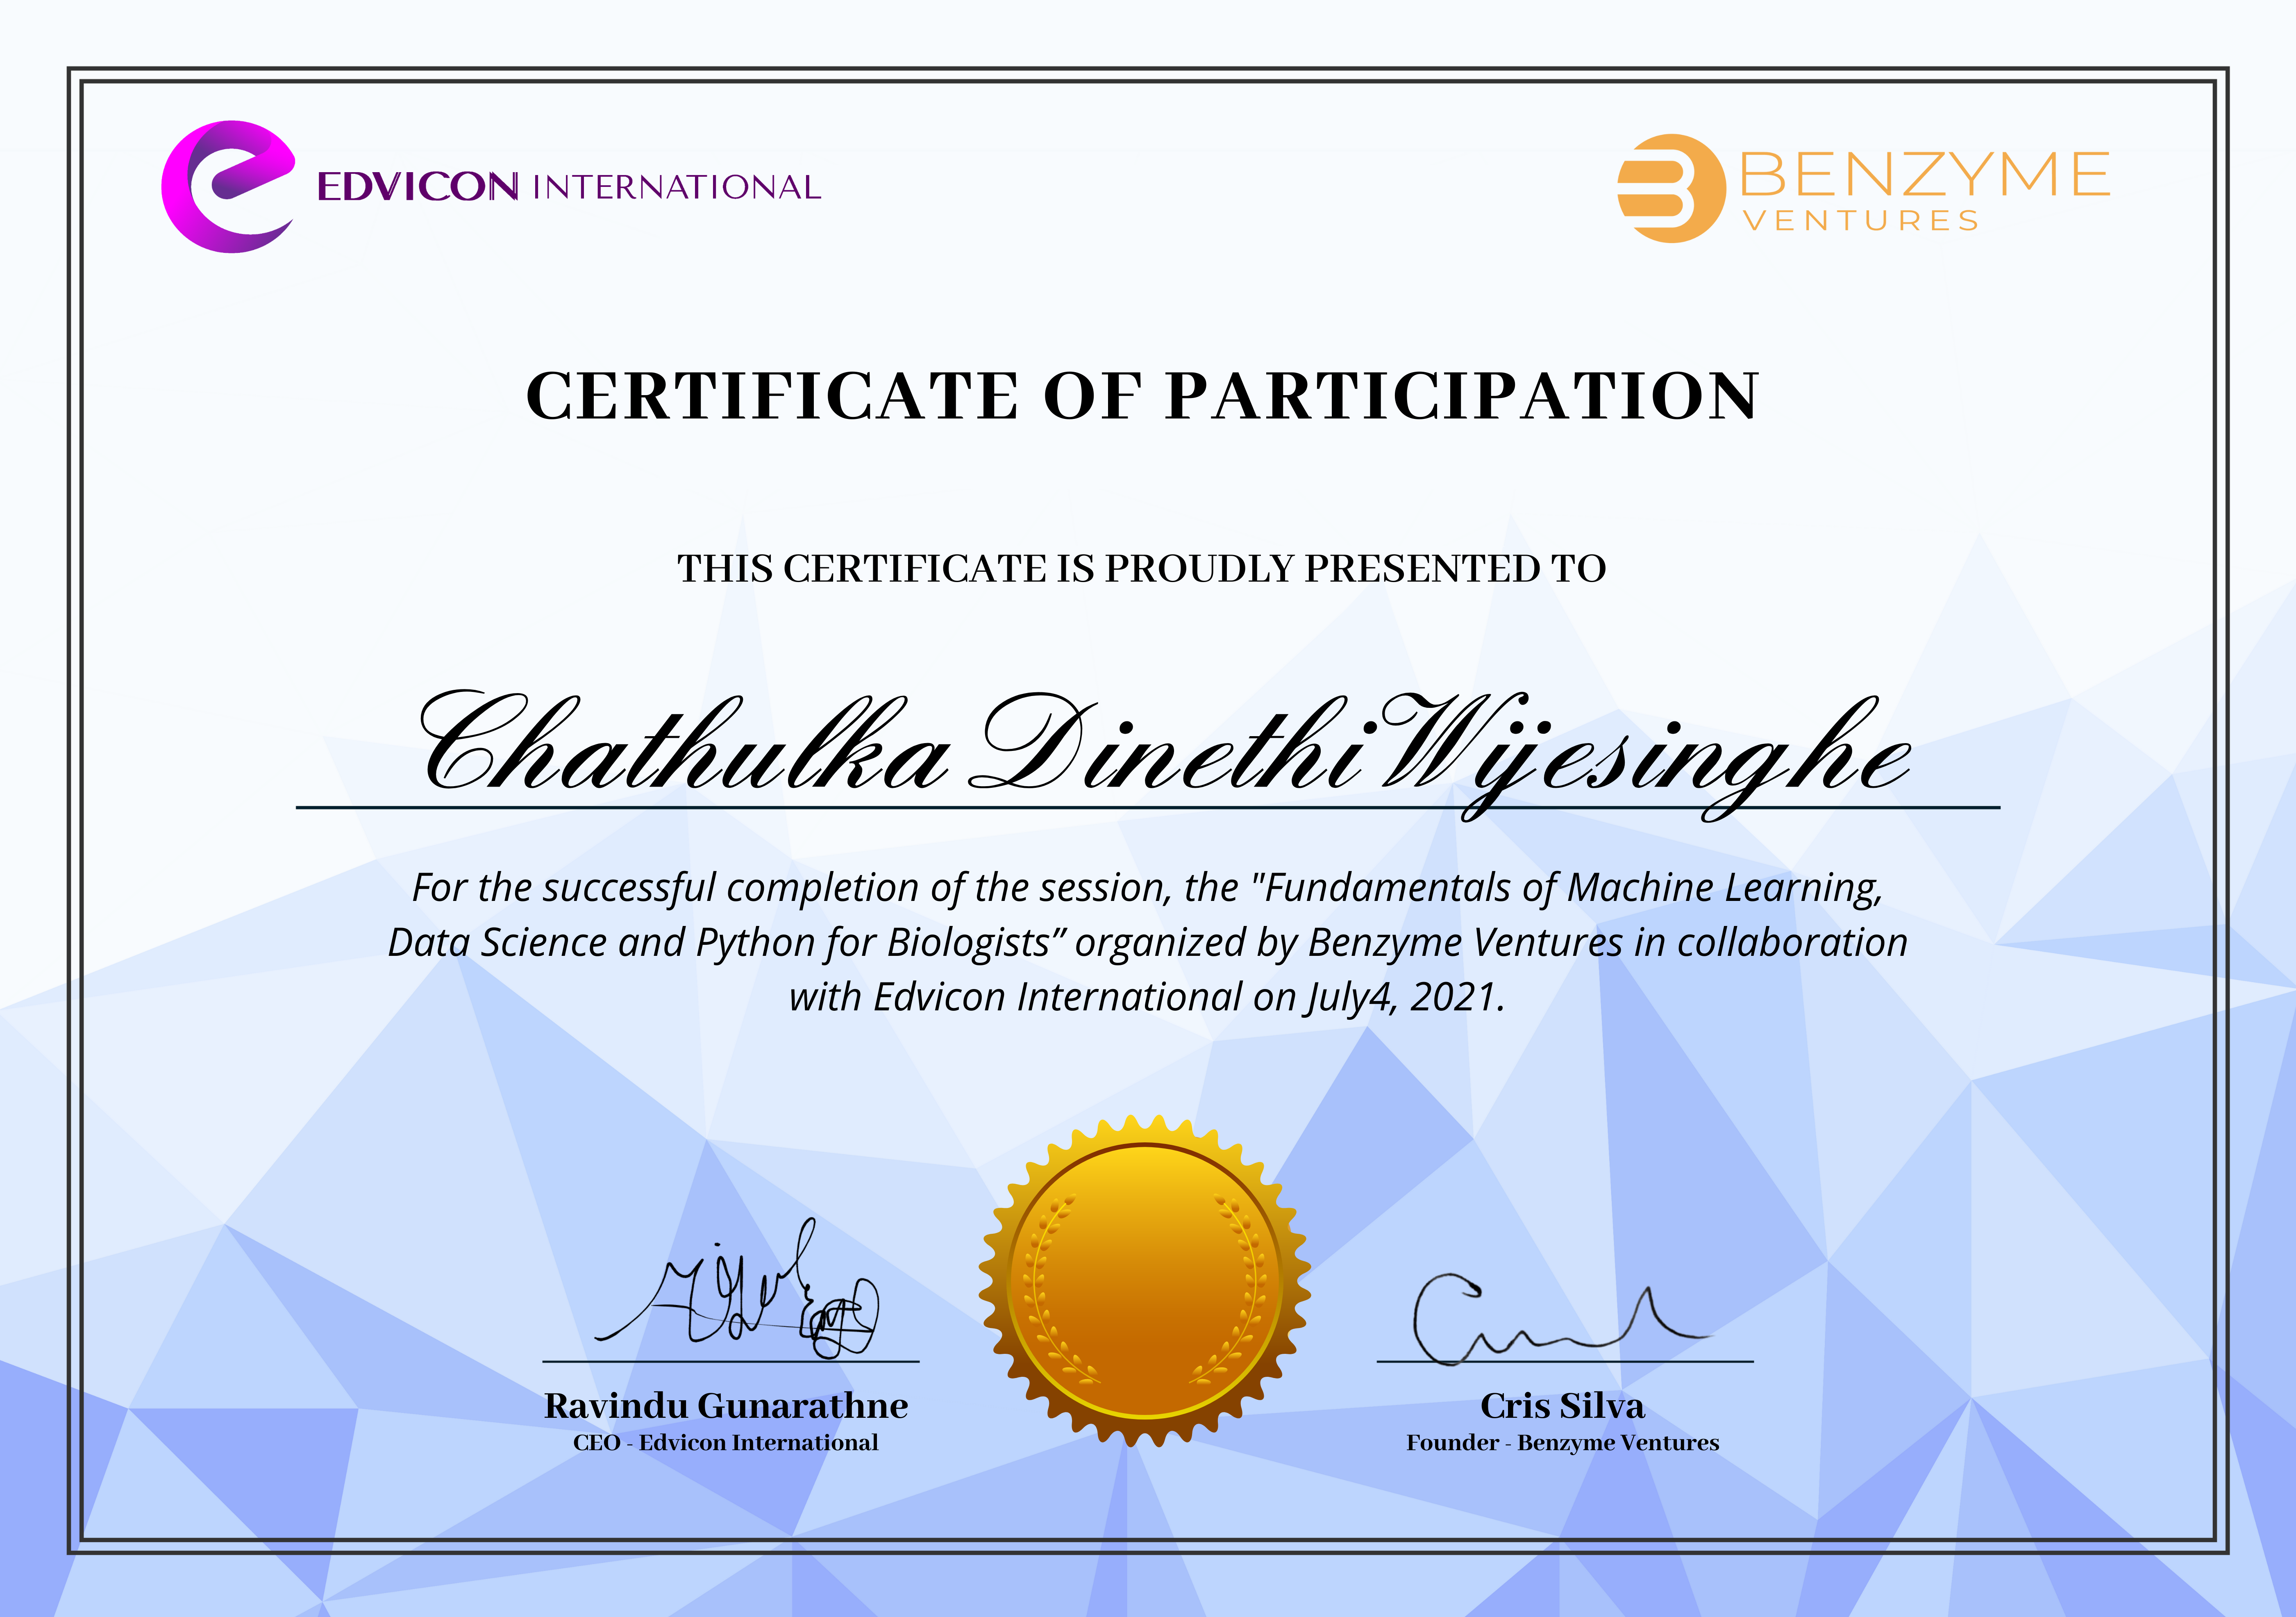 EDVICON INTERNATIONAL
BENZYME
VENTURES
CERTIFICATE OF PARTICIPATION
THIS CERTIFICATE IS PROUDLY PRESENTED TO
Chathulka Dinethi Wijesinghe
For the successful completion of the session, the "Fundamentals of Machine Learning,
Data Science and Python for Biologists” organized by Benzyme Ventures in collaboration
with Edvicon International on July4, 2021.
Ravindu Gunarathne
CEO - Edvicon International
Cris Silva
Founder - Benzyme Ventures